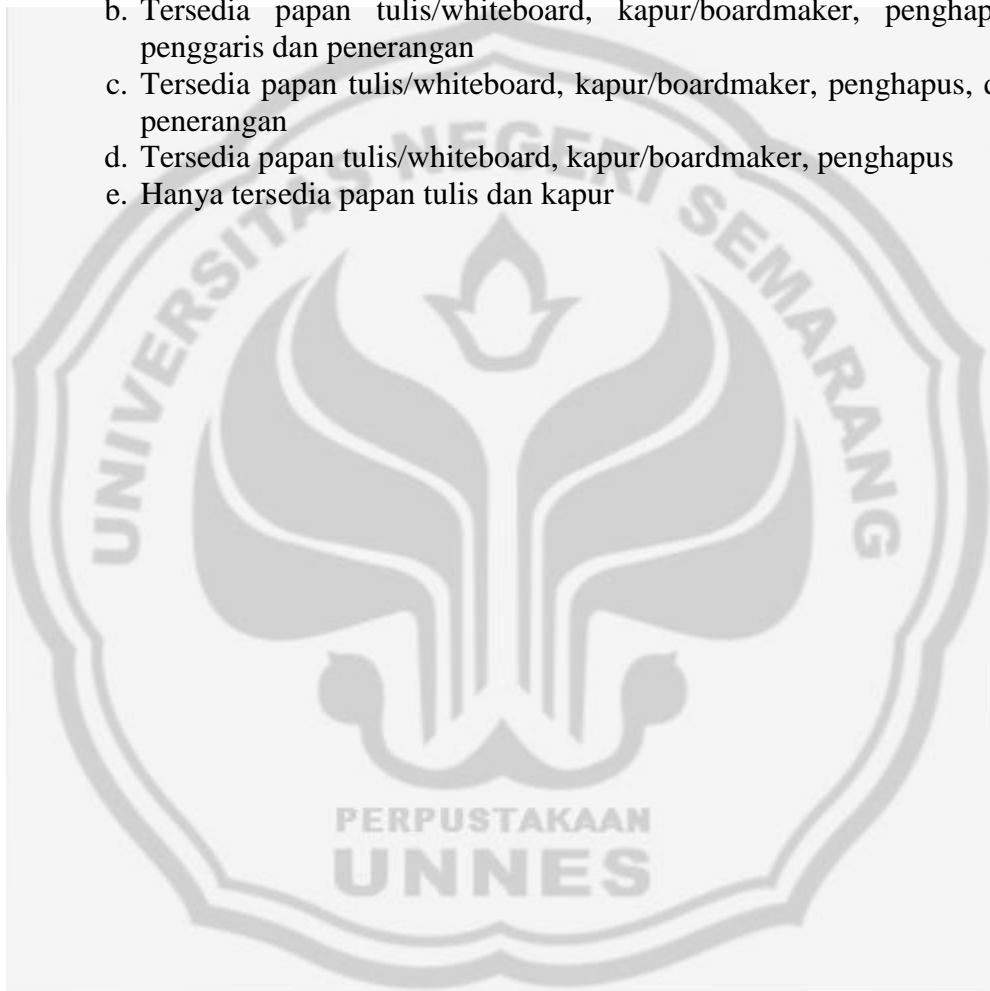 b. Tersedia papan tulis/whiteboard, kapur/boardmaker, penghap
penggaris dan penerangan
c. Tersedia papan tulis/whiteboard, kapur/boardmaker, penghapus, d
penerangan
d. Tersedia papan tulis/whiteboard, kapur/boardmaker, penghapus
e. Hanya tersedia papan tulis dan kapur
UNIVERSITAS NEGERI SEMARANG
PERPUSTAKAAN
UNNES